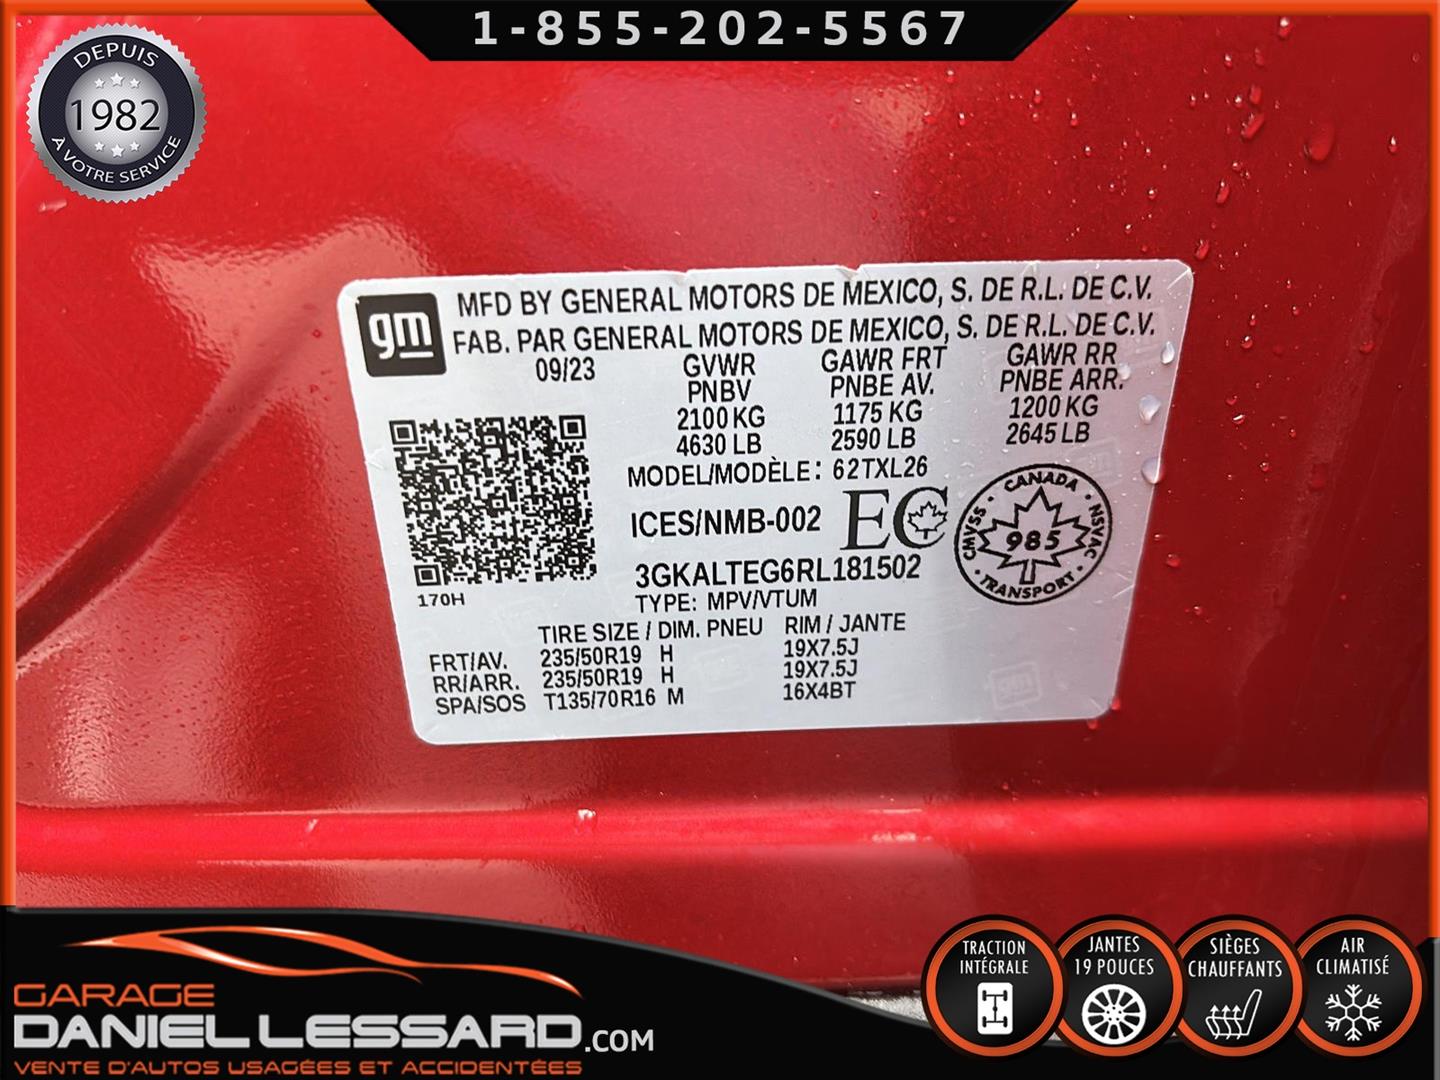 1-855-202-5567
DEPUIS
1982
À VOTRE SERVICE
gm
MFD BY GENERAL MOTORS DE MEXICO, S. DE R.L. DE C.V.
FAB. PAR GENERAL MOTORS DE MEXICO, S. DE R.L. DE C.V.
09/23 GVWR GAWR FRT GAWR RR
PNBV PNBE AV. PNBE ARR.
2100 KG 1175 KG 1200 KG
4630 LB 2590 LB 2645 LB
MODEL/MODÈLE: 62TXL26
ICES/NMB-002 EC
CANADA
CMVSS 985 NSVAC
TRANSPORT
3GKALTEG6RL181502
170H
TYPE: MPV/VTUM
TIRE SIZE / DIM. PNEU RIM / JANTE
FRT/AV. 235/50R19 H 19X7.5J
RR/ARR. 235/50R19 H 19X7.5J
SPA/SOS T135/70R16 M 16X4BT
GARAGE
DANIEL LESSARD.COM
VENTE D'AUTOS USAGÉES ET ACCIDENTÉES
TRACTION
INTÉGRALE
JANTES
19 POUCES
SIÈGES
CHAUFFANTS
AIR
CLIMATISÉ